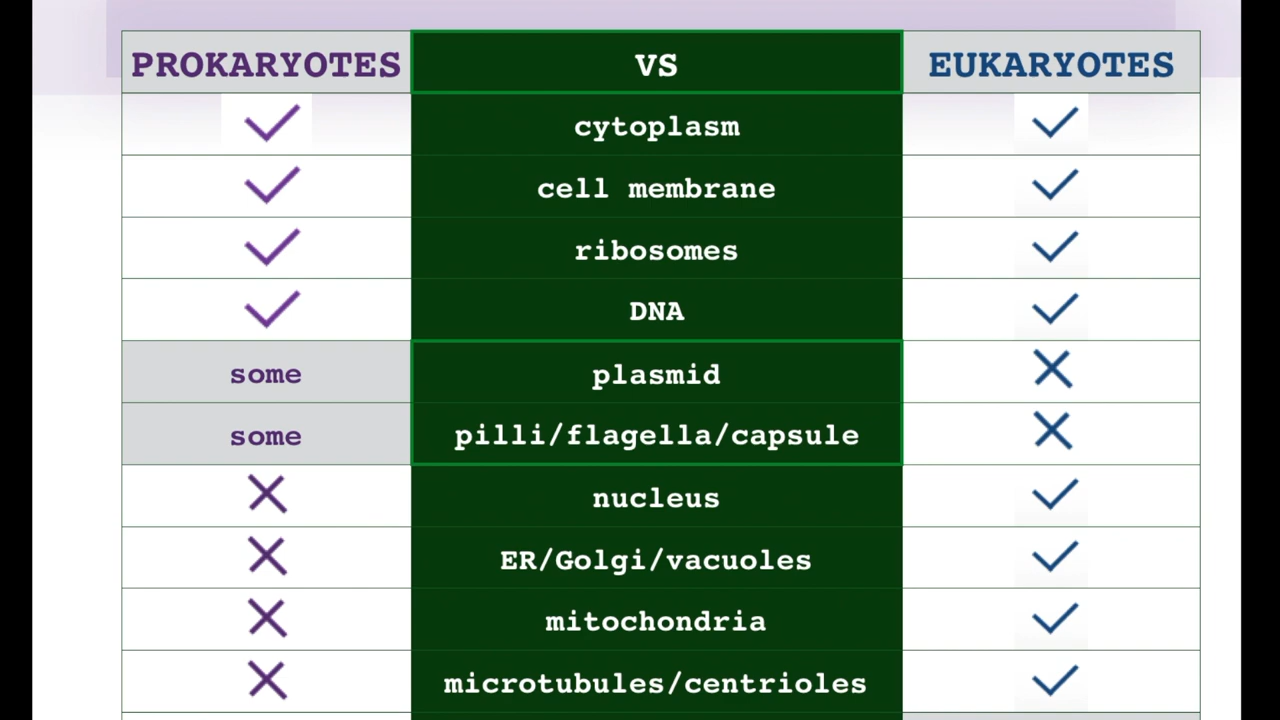 PROKARYOTES VS EUKARYOTES
cytoplasm
cell membrane
ribosomes
DNA
some plasmid
some pilli/flagella/capsule
nucleus
ER/Golgi/vacuoles
mitochondria
microtubules/centrioles